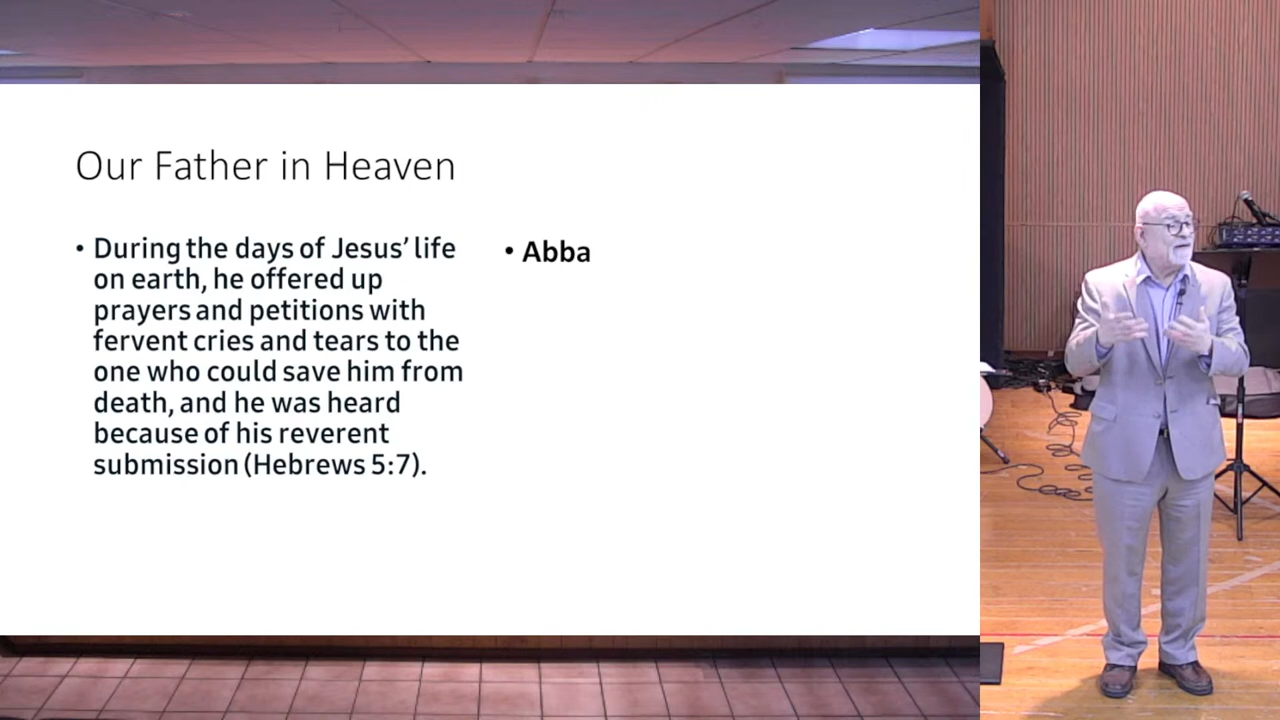 Our Father in Heaven
• During the days of Jesus’ life
on earth, he offered up
prayers and petitions with
fervent cries and tears to the
one who could save him from
death, and he was heard
because of his reverent
submission (Hebrews 5:7).
• Abba